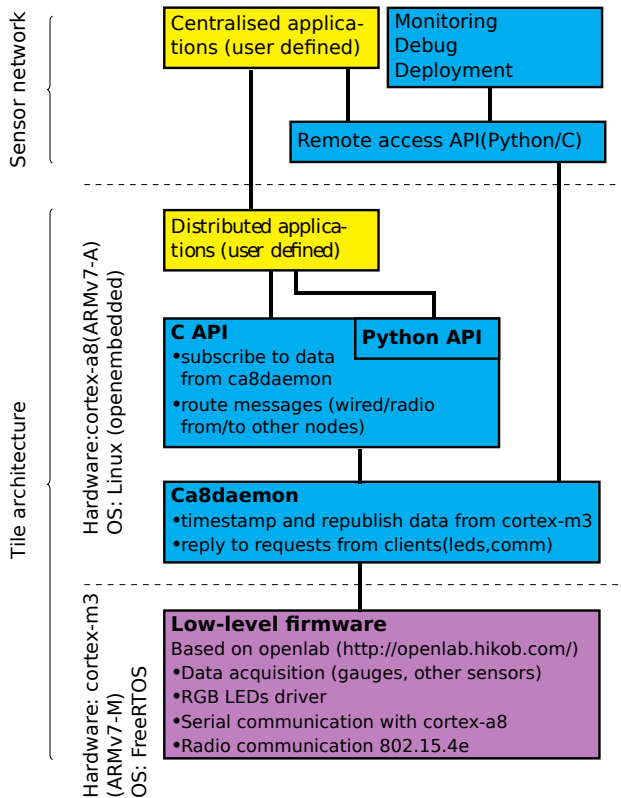 Centralised applica-
tions (user defined)
Monitoring
Debug
Deployment
Remote access API(Python/C)
Sensor network
Distributed applic-
ations (user defined)
C API
Python API
•subscribe to data
from ca8daemon
•route messages (wired/radio
from/to other nodes)
Ca8daemon
•timestamp and republish data from cortex-m3
•reply to requests from clients(leds,comm)
Hardware:cortex-a8(ARMv7-A)
OS: Linux (openembedded)
Tile architecture
Low-level firmware
Based on openlab (http://openlab.hikob.com/)
•Data acquisition (gauges, other sensors)
•RGB LEDs driver
•Serial communication with cortex-a8
•Radio communication 802.15.4e
Hardware: cortex-m3
(ARMv7-M)
OS: FreeRTOS